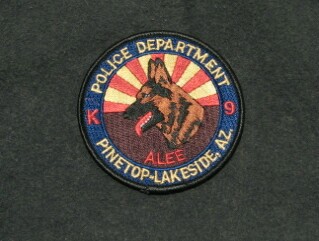 POLICE DEPARTMENT
K 9
ALEE
PINETOP-LAKESIDE, AZ.